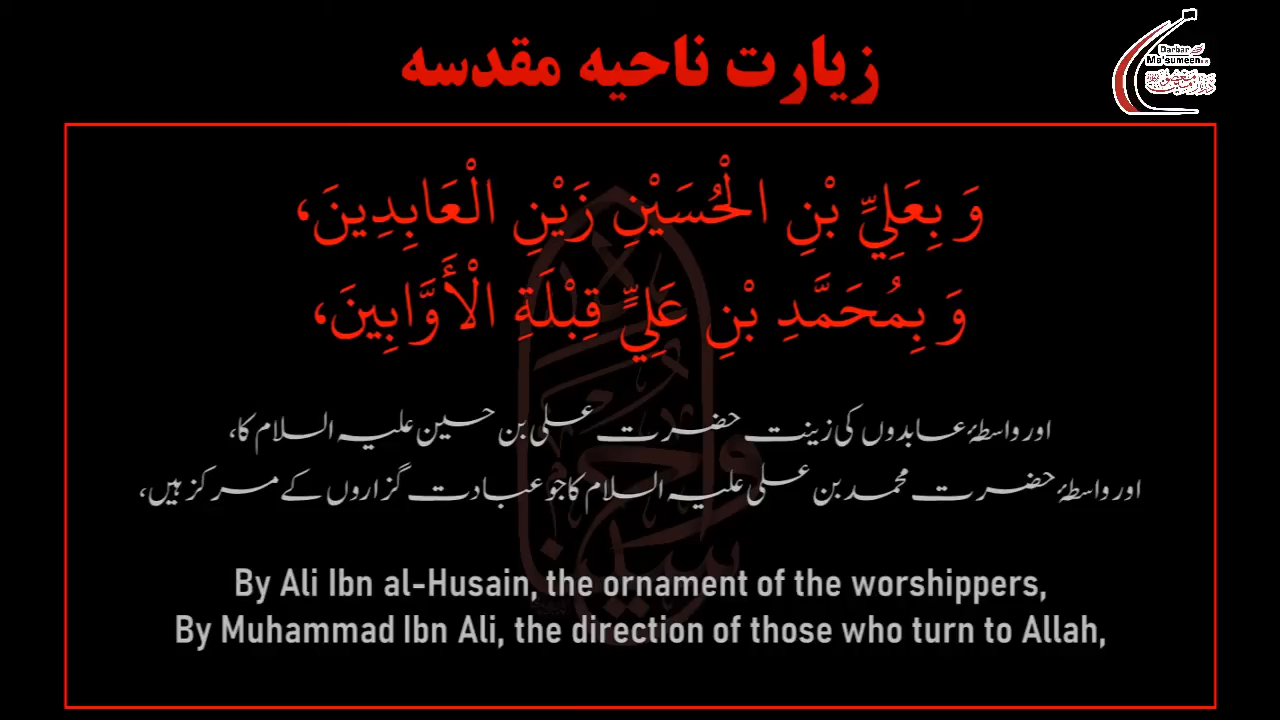 زیارت ناحیه مقدسه
Darbar
Ma'sumeen
وَ بِعَلِيِّ بْنِ الْحُسَيْنِ زَيْنِ الْعَابِدِينَ،
وَ بِمُحَمَّدِ بْنِ عَلِيٍّ قِبْلَةِ الْأَوَّابِينَ،
اور واسطۂ عابدوں کی زینت حضرت علی بن حسین علیہ السلام کا،
اور واسطۂ حضرت محمد بن علی علیہ السلام کا جو عبادت گزاروں کے مرکز ہیں،
By Ali Ibn al-Husain, the ornament of the worshippers,
By Muhammad Ibn Ali, the direction of those who turn to Allah,